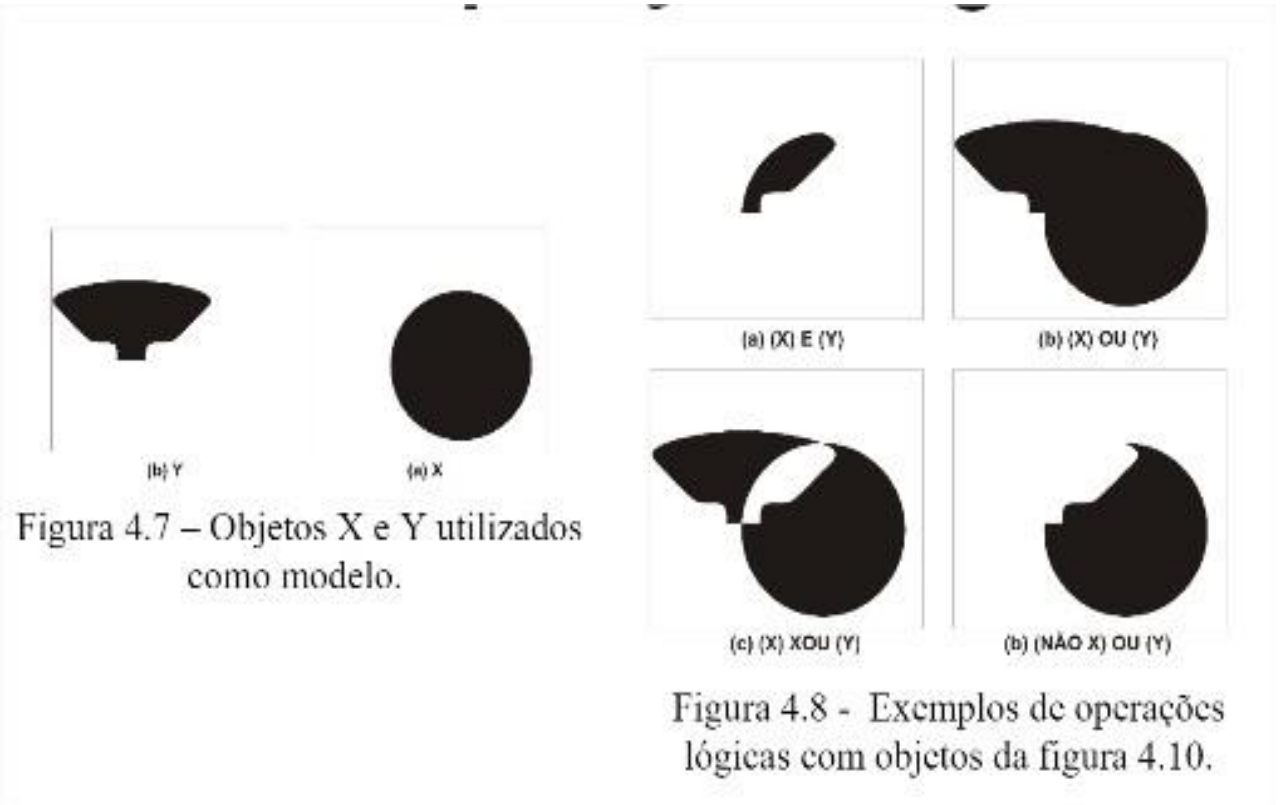 (b) Y
(a) X
Figura 4.7 – Objetos X e Y utilizados
como modelo.
(a) (X) E (Y)
(b) (X) OU (Y)
(c) (X) XOU (Y)
(b) (NÃO X) OU (Y)
Figura 4.8 - Exemplos de operações
lógicas com objetos da figura 4.10.